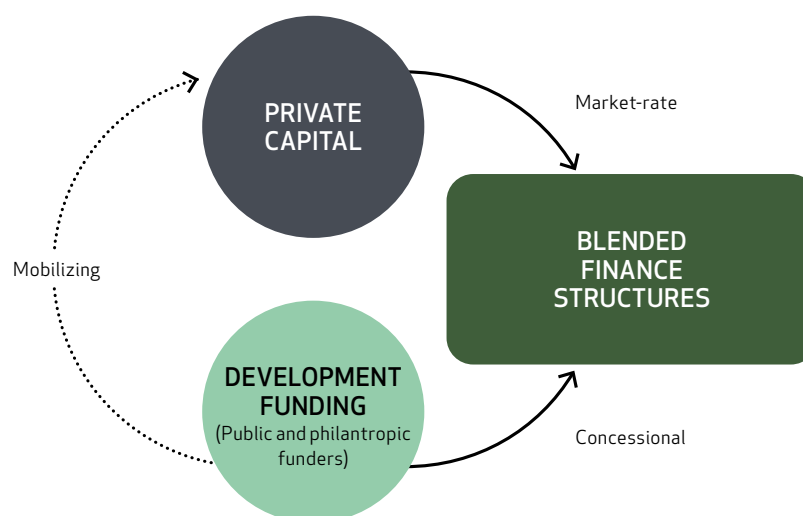 PRIVATE
CAPITAL
Market-rate
BLENDED
FINANCE
STRUCTURES
Mobilizing
DEVELOPMENT
FUNDING
(Public and philantropic
funders)
Concessional